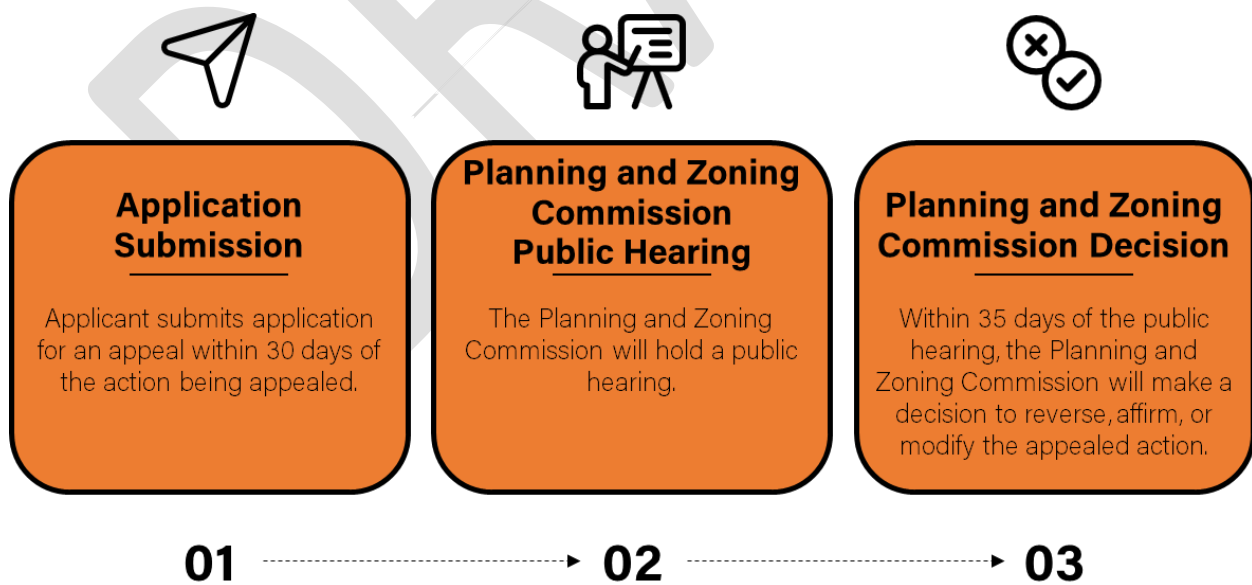 Application
Submission
Applicant submits application
for an appeal within 30 days of
the action being appealed.
Planning and Zoning
Commission
Public Hearing
The Planning and Zoning
Commission will hold a public
hearing.
Planning and Zoning
Commission Decision
Within 35 days of the public
hearing, the Planning and
Zoning Commission will make a
decision to reverse, affirm, or
modify the appealed action.
01
02
03